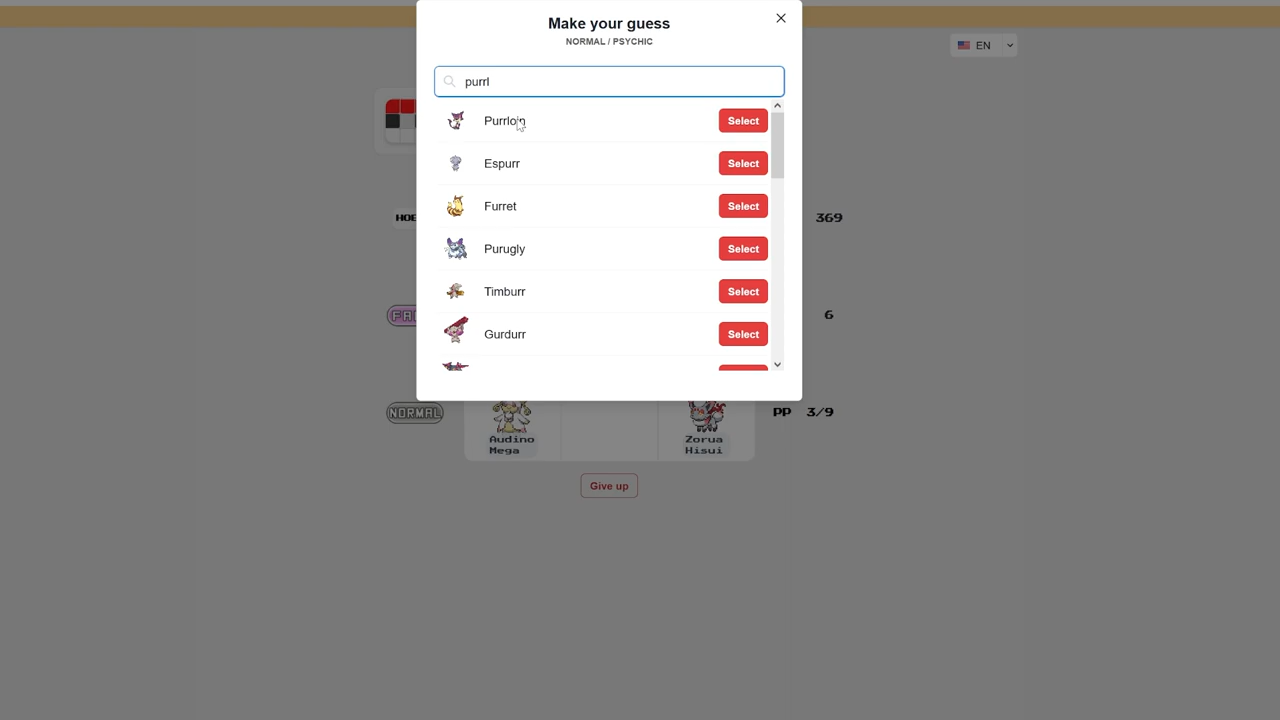 Make your guess
NORMAL / PSYCHIC
EN
purrl
Purrloin Select
Espurr Select
369
Furret Select
Purugly Select
Timburr Select
6
Gurdurr Select
NORMAL
PP 3/9
Audino
Mega
Zorua
Hisui
Give up